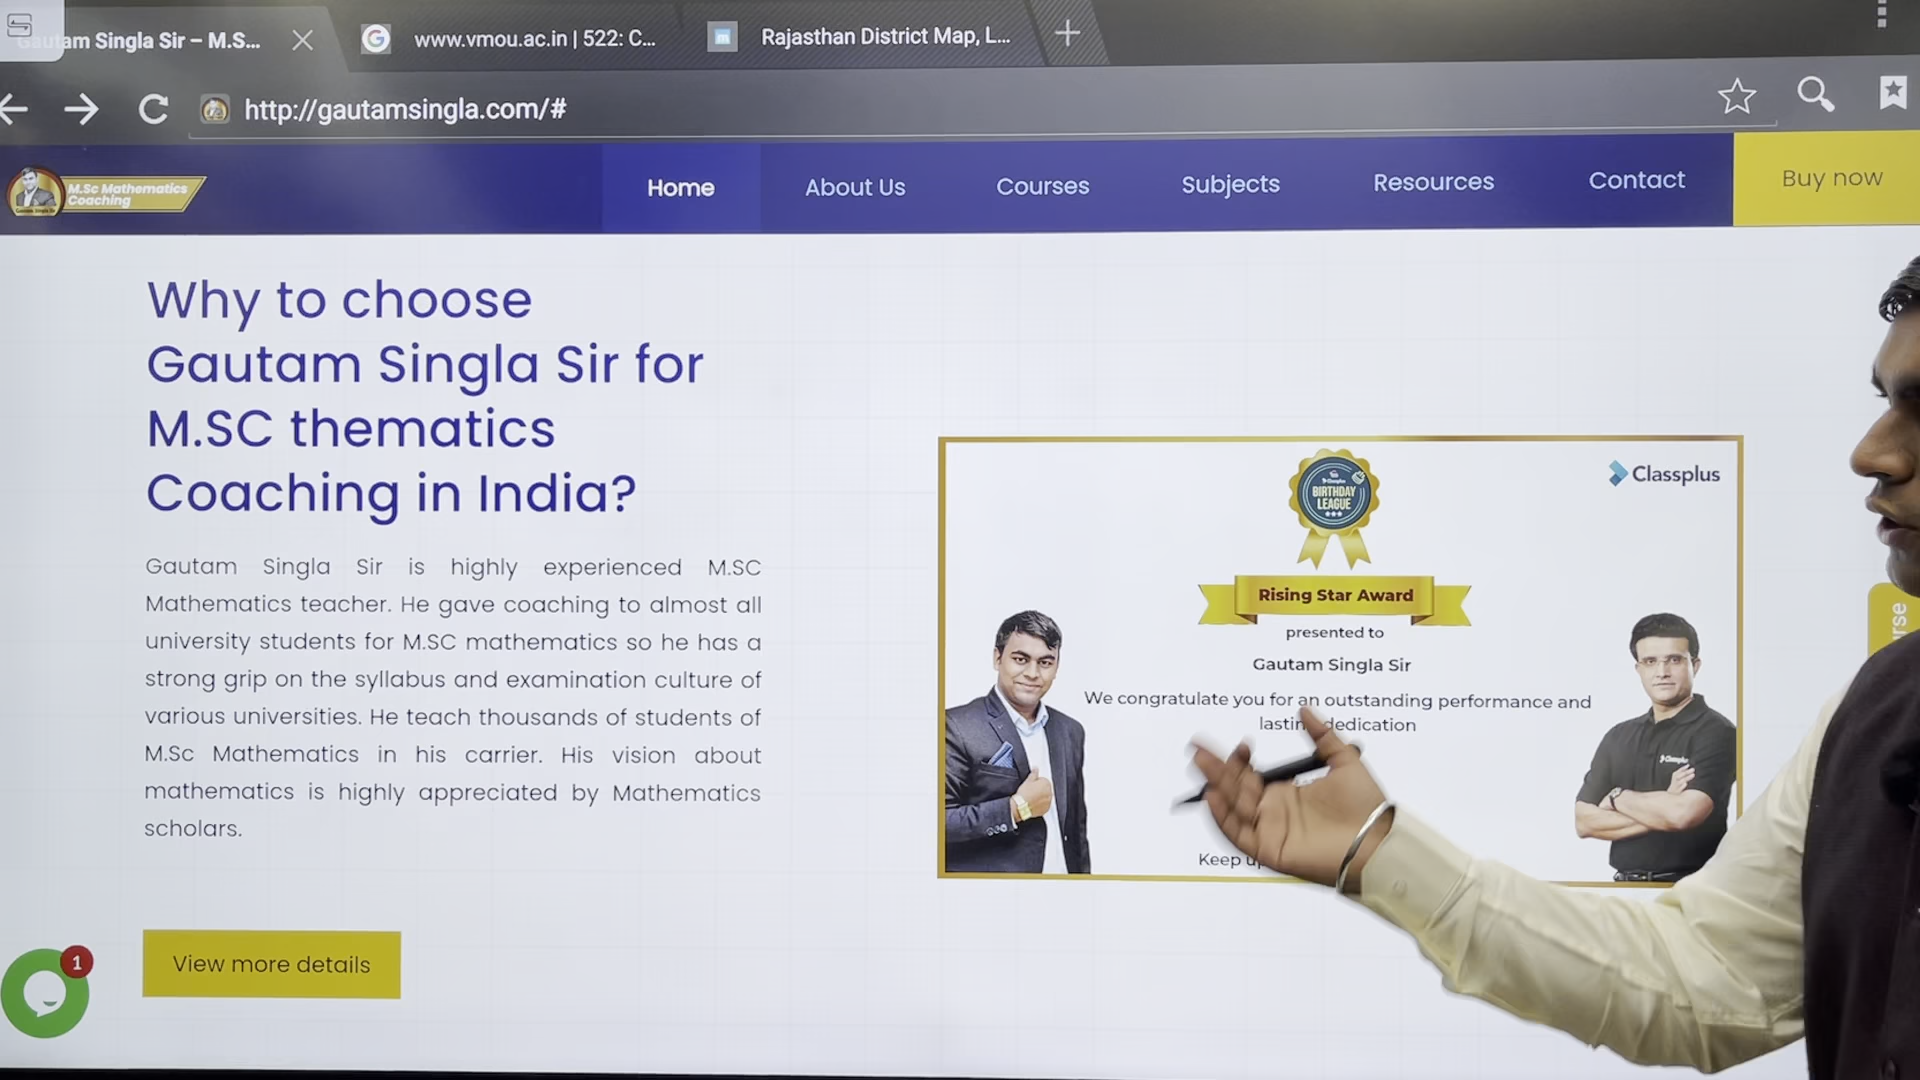 Gautam Singla Sir – M.S...
www.vmou.ac.in | 522: C...
Rajasthan District Map, L...
http://gautamsingla.com/#
M.Sc Mathematics
Coaching
Home
About Us
Courses
Subjects
Resources
Contact
Buy now
Why to choose
Gautam Singla Sir for
M.SC thematics
Coaching in India?
Gautam Singla Sir is highly experienced M.SC
Mathematics teacher. He gave coaching to almost all
university students for M.SC mathematics so he has a
strong grip on the syllabus and examination culture of
various universities. He teach thousands of students of
M.Sc Mathematics in his carrier. His vision about
mathematics is highly appreciated by Mathematics
scholars.
View more details
1
Classplus
BIRTHDAY
LEAGUE
Rising Star Award
presented to
Gautam Singla Sir
We congratulate you for an outstanding performance and
lasting dedication
Keep